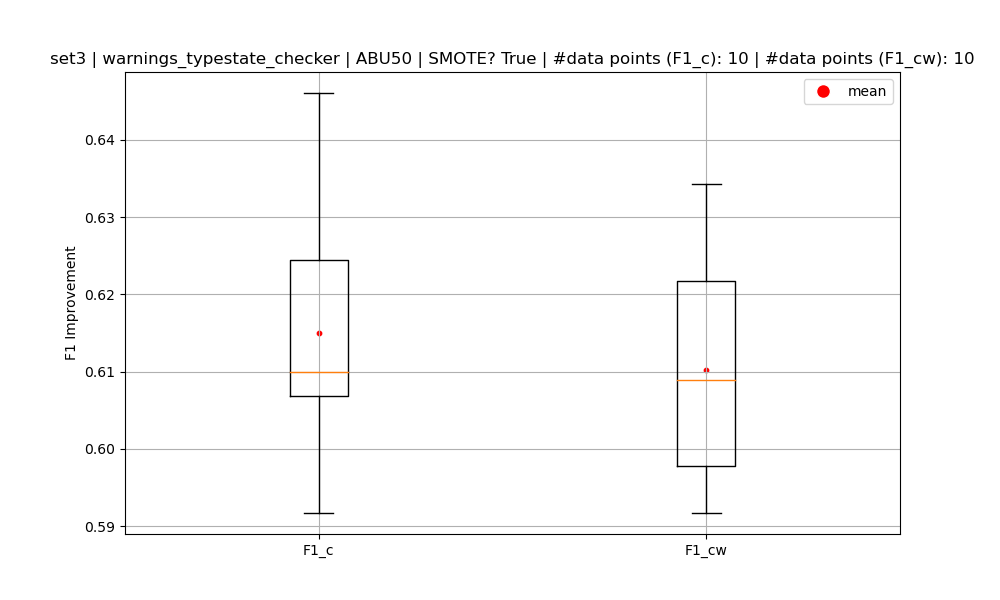 set3 | warnings_typestate_checker | ABU50 | SMOTE? True | #data points (F1_c): 10 | #data points (F1_cw): 10
mean
0.64
0.63
0.62
0.61
0.60
0.59
F1 Improvement
F1_c
F1_cw